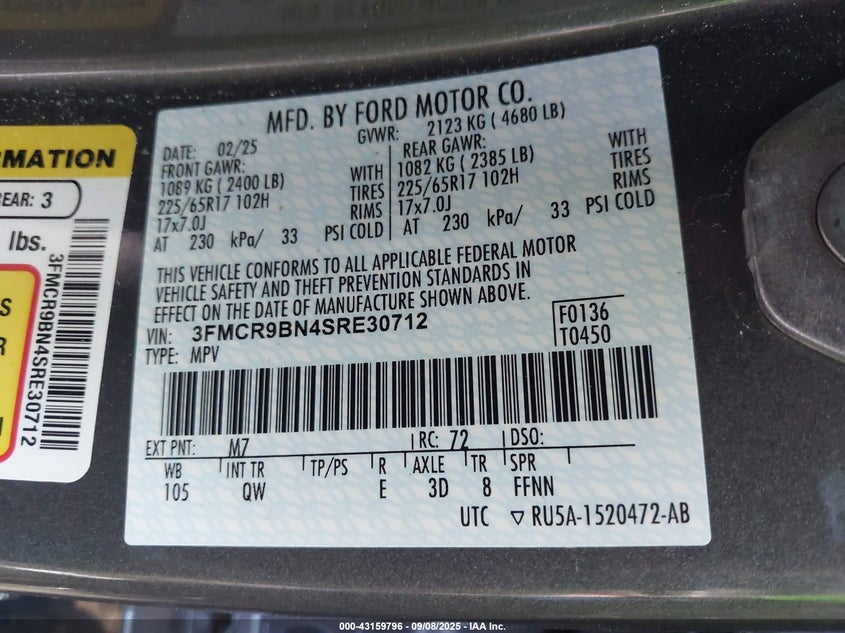 MFD. BY FORD MOTOR CO.
DATE: 02/25
GVWR: 2123 KG ( 4680 LB)
FRONT GAWR:
1089 KG ( 2400 LB)
WITH
225/65R17 102H
TIRES
17x7.0J
RIMS
AT 230 kPa/ 33 PSI COLD
REAR GAWR:
1082 KG ( 2385 LB)
WITH
225/65R17 102H
TIRES
17x7.0J
RIMS
AT 230 kPa/ 33 PSI COLD
THIS VEHICLE CONFORMS TO ALL APPLICABLE FEDERAL MOTOR
VEHICLE SAFETY AND THEFT PREVENTION STANDARDS IN
EFFECT ON THE DATE OF MANUFACTURE SHOWN ABOVE.
VIN: 3FMCR9BN4SRE30712
F0136
TYPE: MPV
T0450
EXT PNT: M7 RC: 72 DSO:
WB INT TR TP/PS R AXLE TR SPR
105 QW E 3D 8 FFNN
UTC ▽ RU5A-1520472-AB
RMATION
EAR: 3
lbs.
3FMCR9BN4SRE30712
S
R
000-43159796 - 09/08/2025 - IAA Inc.